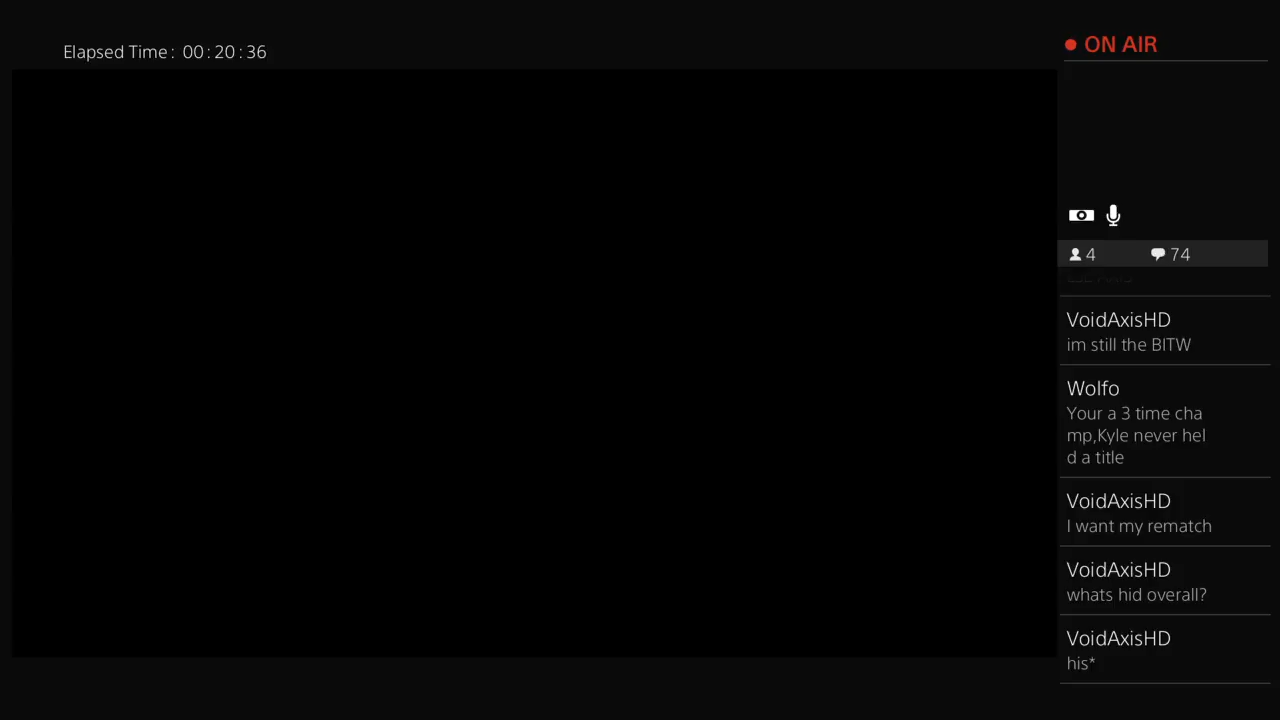 Elapsed Time: 00:20:36
ON AIR
4
74
VoidAxisHD
im still the BITW
Wolfo
Your a 3 time cha
mp,Kyle never hel
d a title
VoidAxisHD
I want my rematch
VoidAxisHD
whats hid overall?
VoidAxisHD
his*